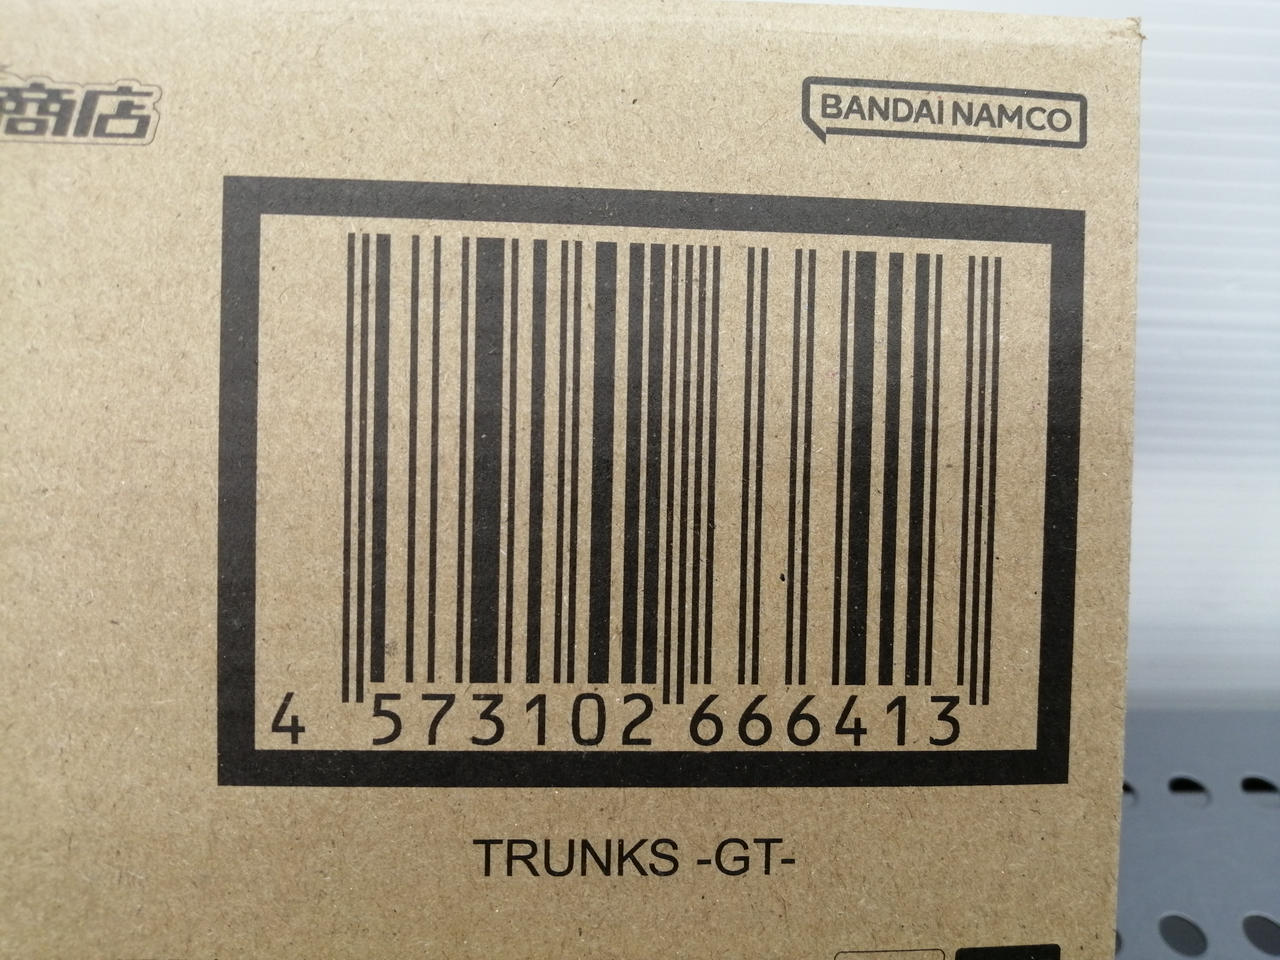 商店
BANDAI NAMCO
4 573102 666413
TRUNKS -GT-